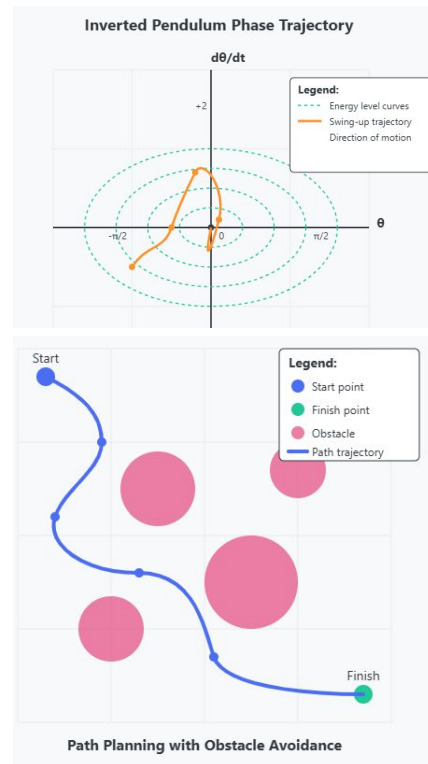 Inverted Pendulum Phase Trajectory
dθ/dt
+2
Legend:
Energy level curves
Swing-up trajectory
Direction of motion
θ
-π/2
0
π/2
Start
Legend:
Start point
Finish point
Obstacle
Path trajectory
Finish
Path Planning with Obstacle Avoidance